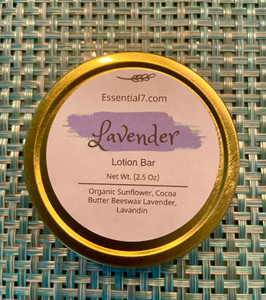 Essential7.com
Lavender
Lotion Bar
Net Wt. (2.5 Oz)
Organic Sunflower, Cocoa
Butter Beeswax Lavender,
Lavandin